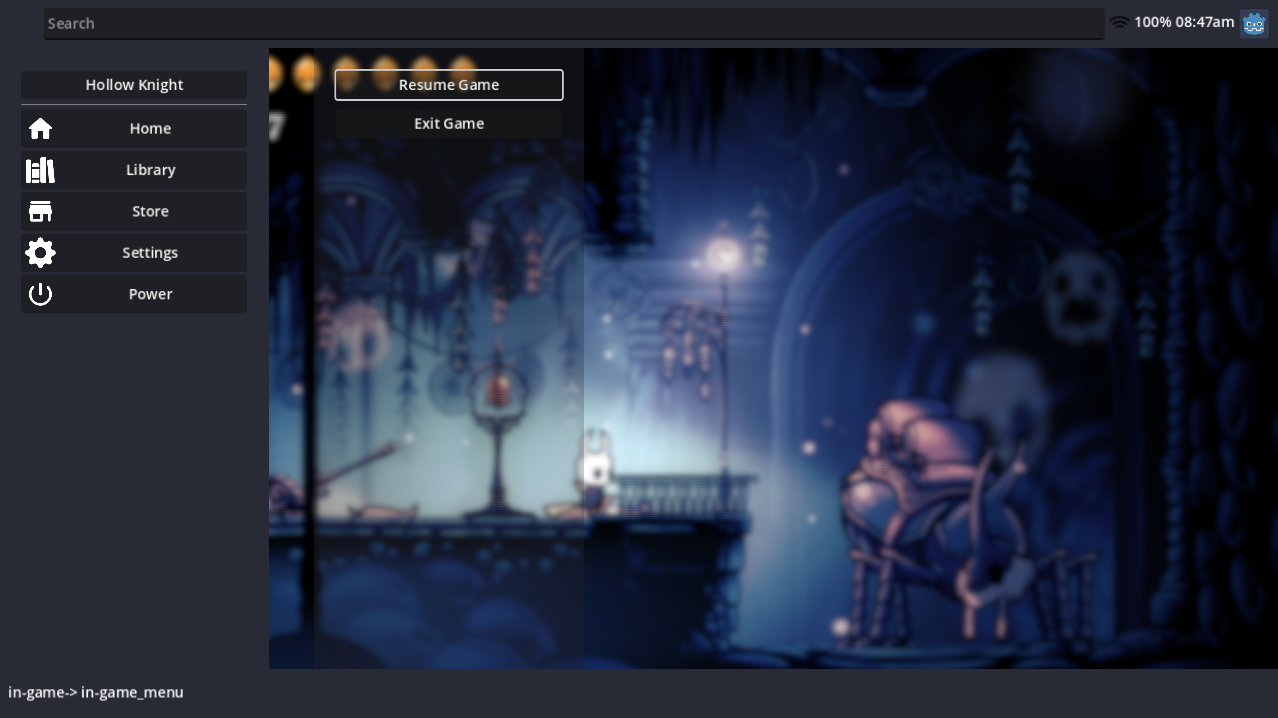 Search
100% 08:47am
Hollow Knight
Home
Library
Store
Settings
Power
Resume Game
Exit Game
in-game-> in-game_menu